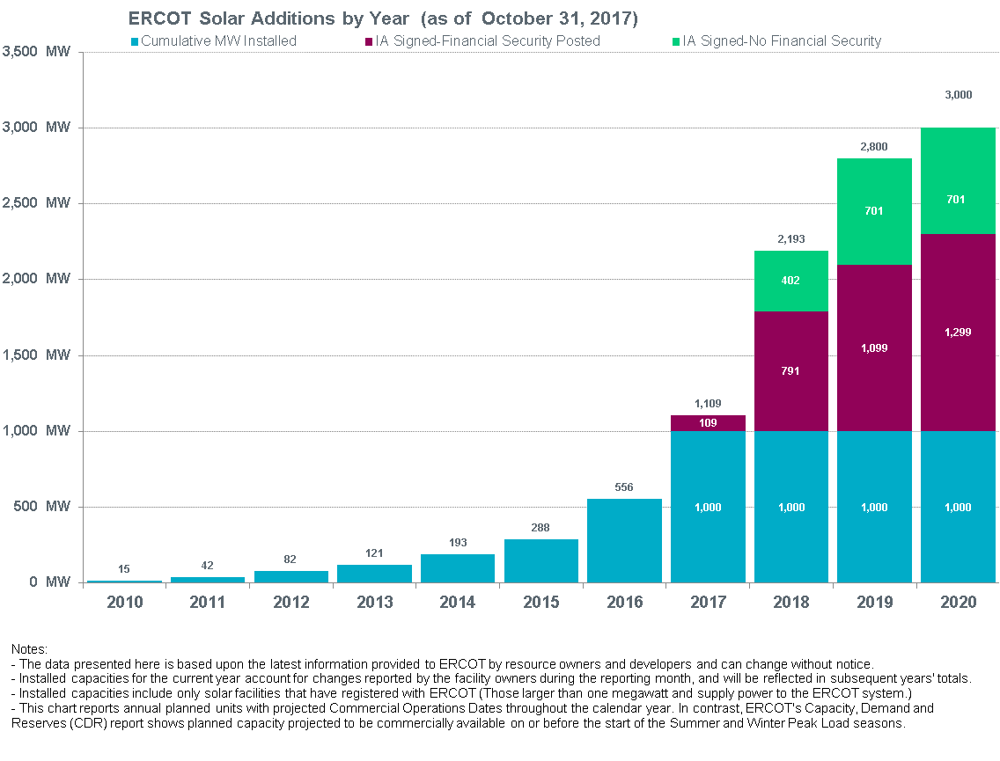 ERCOT Solar Additions by Year (as of October 31, 2017)
Cumulative MW Installed IA Signed-Financial Security Posted IA Signed-No Financial Security
3,500 MW
3,000
3,000 MW
2,800
2,500 MW
701
701
2,193
2,000 MW
402
1,500 MW
1,299
1,099
791
1,109
109
1,000 MW
556
500 MW
1,000 1,000 1,000 1,000
288
193
121
82
42
15
0 MW
2010 2011 2012 2013 2014 2015 2016 2017 2018 2019 2020
Notes:
- The data presented here is based upon the latest information provided to ERCOT by resource owners and developers and can change without notice.
- Installed capacities for the current year account for changes reported by the facility owners during the reporting month, and will be reflected in subsequent years' totals.
- Installed capacities include only solar facilities that have registered with ERCOT (Those larger than one megawatt and supply power to the ERCOT system.)
- This chart reports annual planned units with projected Commercial Operations Dates throughout the calendar year. In contrast, ERCOT's Capacity, Demand and
Reserves (CDR) report shows planned capacity projected to be commercially available on or before the start of the Summer and Winter Peak Load seasons.